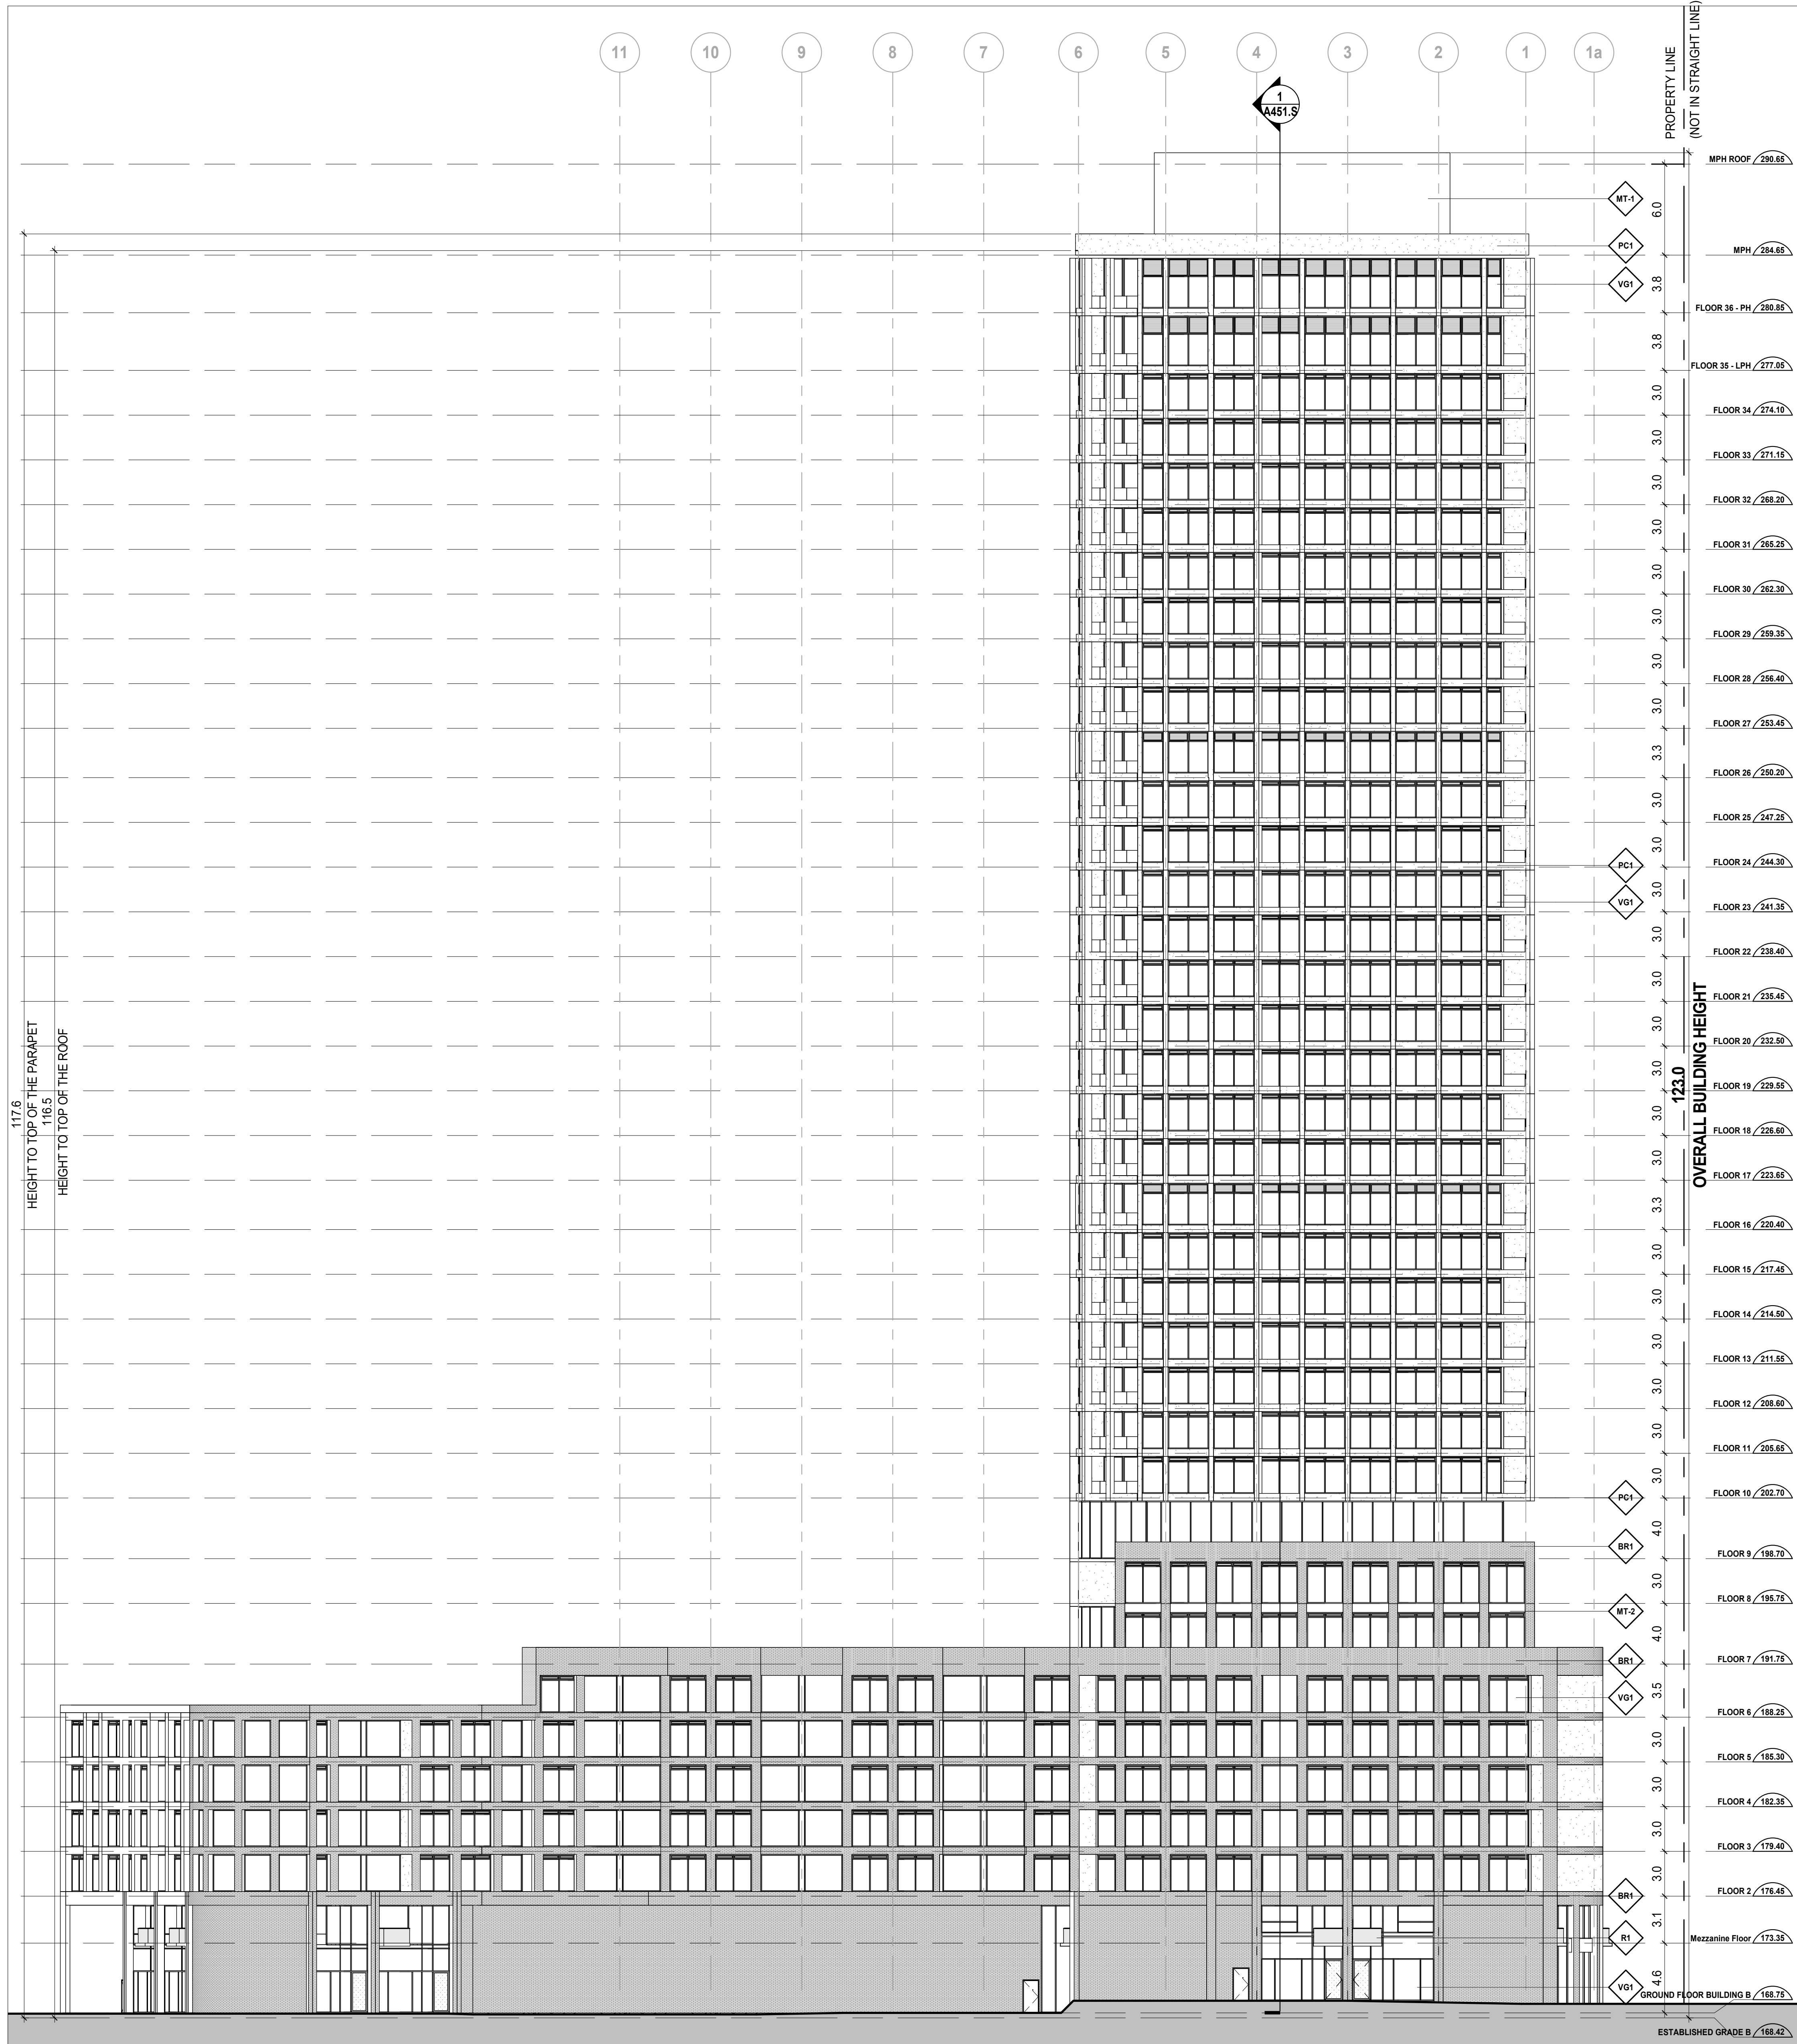 11 10 9 8 7 6 5 4 3 2 1 1a
PROPERTY LINE
(NOT IN STRAIGHT LINE)
1
A451.S
MPH ROOF 290.65
MT-1
6.0
PC1
MPH 284.65
VG1
3.8
FLOOR 36 - PH 280.85
3.8
FLOOR 35 - LPH 277.05
3.0
FLOOR 34 274.10
3.0
FLOOR 33 271.15
3.0
FLOOR 32 268.20
3.0
FLOOR 31 265.25
3.0
FLOOR 30 262.30
3.0
FLOOR 29 259.35
3.0
FLOOR 28 256.40
3.0
FLOOR 27 253.45
3.3
FLOOR 26 250.20
3.0
FLOOR 25 247.25
3.0
PC1
FLOOR 24 244.30
3.0
VG1
FLOOR 23 241.35
3.0
FLOOR 22 238.40
3.0
FLOOR 21 235.45
3.0
FLOOR 20 232.50
3.0
FLOOR 19 229.55
3.0
FLOOR 18 226.60
3.0
FLOOR 17 223.65
3.3
FLOOR 16 220.40
3.0
FLOOR 15 217.45
3.0
FLOOR 14 214.50
3.0
FLOOR 13 211.55
3.0
FLOOR 12 208.60
3.0
FLOOR 11 205.65
3.0
FLOOR 10 202.70
PC1
4.0
BR1
FLOOR 9 198.70
3.0
FLOOR 8 195.75
MT-2
4.0
BR1
FLOOR 7 191.75
3.5
VG1
FLOOR 6 188.25
3.0
FLOOR 5 185.30
3.0
FLOOR 4 182.35
3.0
FLOOR 3 179.40
3.0
FLOOR 2 176.45
BR1
3.1
R1
Mezzanine Floor 173.35
4.6
VG1
GROUND FLOOR BUILDING B 168.75
ESTABLISHED GRADE B 168.42
123.0
OVERALL BUILDING HEIGHT
117.6
HEIGHT TO TOP OF THE PARAPET
116.5
HEIGHT TO TOP OF THE ROOF